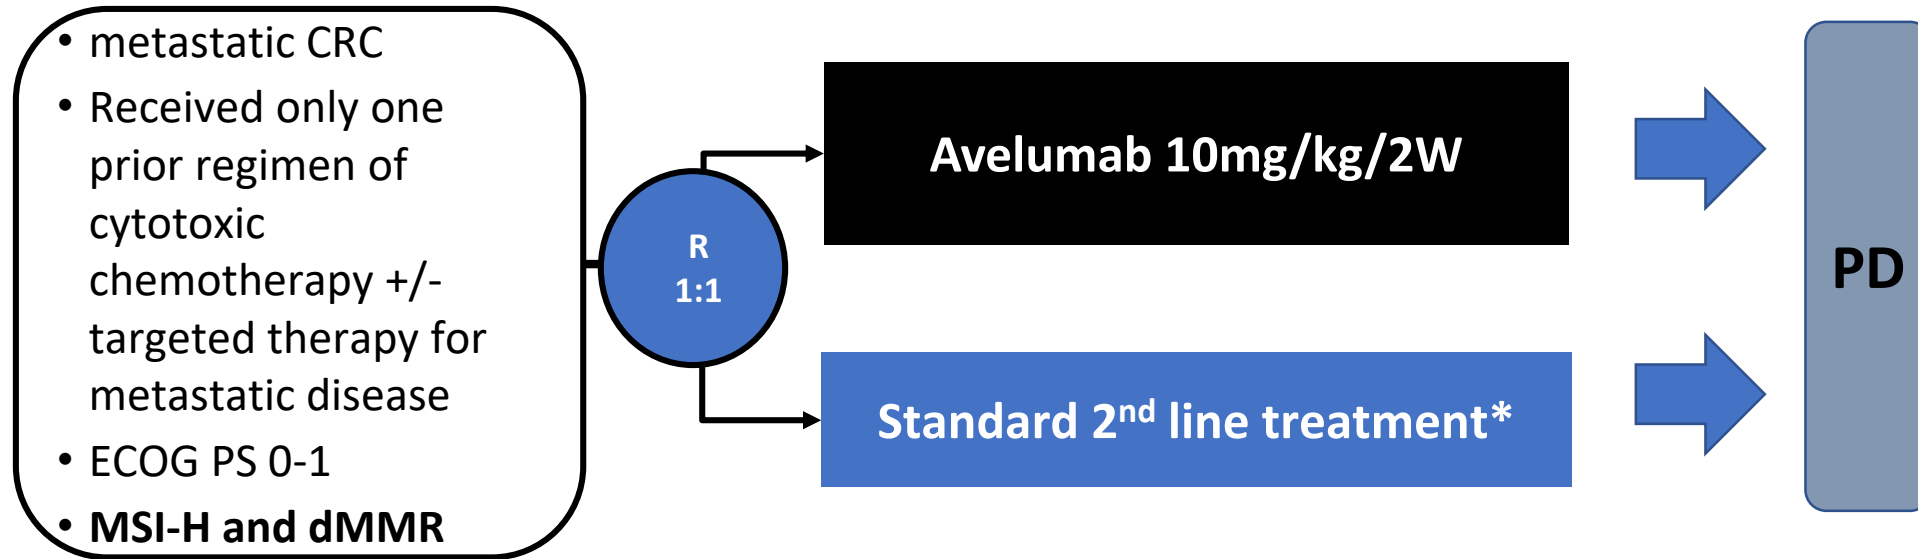 • metastatic CRC
• Received only one
prior regimen of
cytotoxic
chemotherapy +/-
targeted therapy for
metastatic disease
• ECOG PS 0-1
• MSI-H and dMMR
R
1:1
Avelumab 10mg/kg/2W
Standard 2nd line treatment*
PD